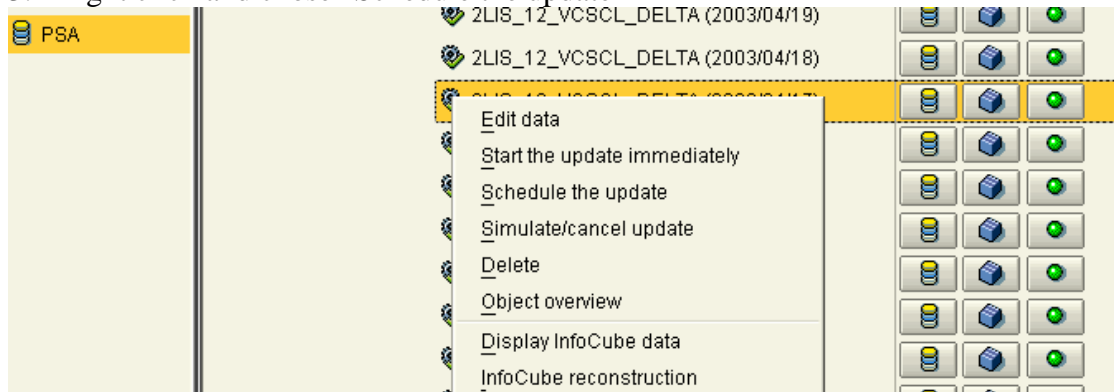 PSA
2LIS_12_VCSCL_DELTA (2003/04/19)
2LIS_12_VCSCL_DELTA (2003/04/18)
Edit data
Start the update immediately
Schedule the update
Simulate/cancel update
Delete
Object overview
Display InfoCube data
InfoCube reconstruction